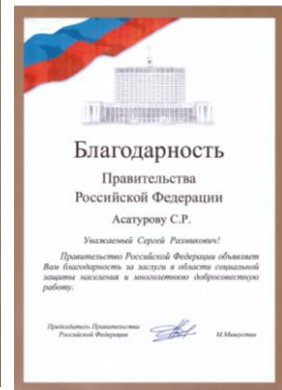 Благодарность
Правительства
Российской Федерации
Асатурову С.Р.
Уважаемый Сергей Размикович!
Правительство Российской Федерации объявляет
Вам благодарность за заслуги в области социальной
защиты населения и многолетнюю добросовестную
работу.
Председатель Правительства
Российской Федерации
М.Мишустин